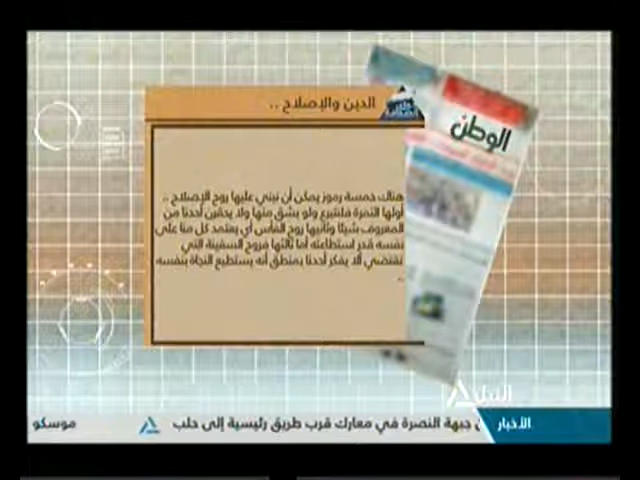 الدين والإصلاح ..
الوطن
هناك خمسة رموز يمكن أن نبني عليها روح الإصلاح ..
أولها التمرة فلنتبرع ولو بشق منها ولا يحقرن أحدنا من
المعروف شيئا وثانيها روح الفأس أي يعتمد كل منا على
نفسه قدر استطاعته أما ثالثها فروح السفينة التي
تقتضي ألا يفكر أحدنا بمنطق أنه يستطيع النجاة بنفسه
..
النيل
الأخبار
جبهة النصرة في معارك قرب طريق رئيسية إلى حلب
موسكو